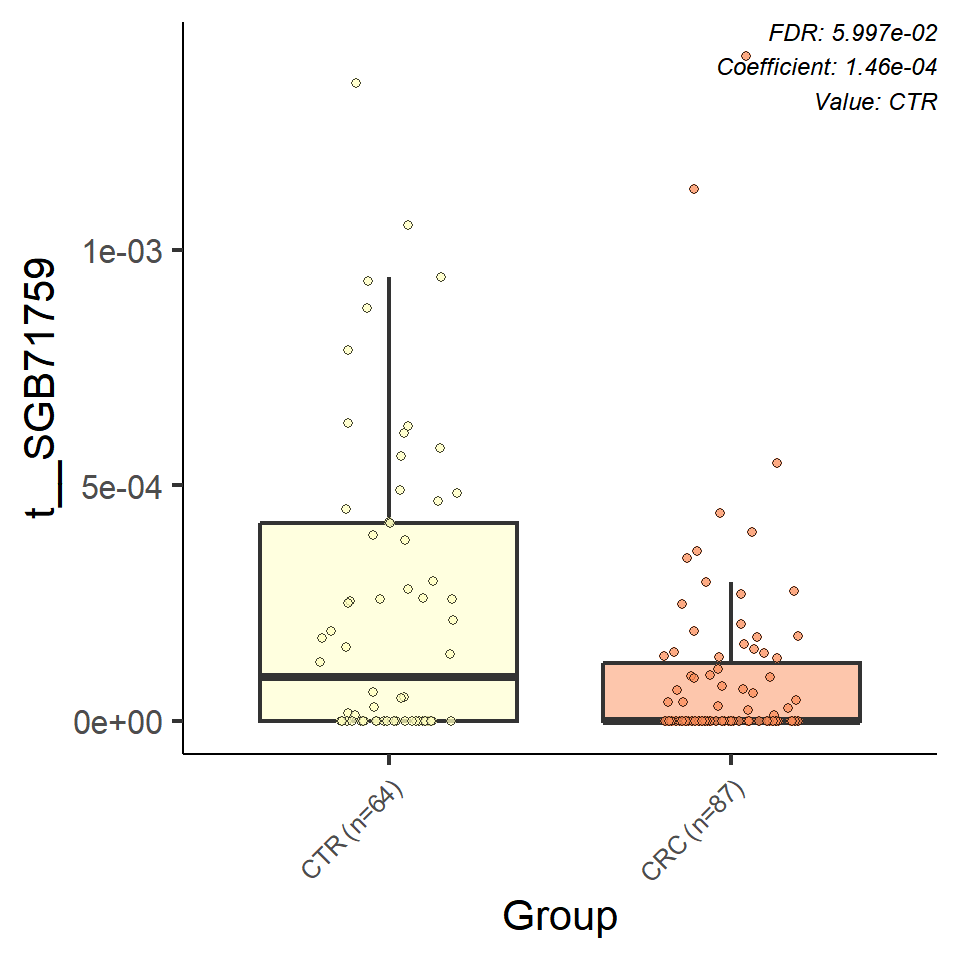 FDR: 5.997e-02
Coefficient: 1.46e-04
Value: CTR
t__SGB71759
1e-03
5e-04
0e+00
CTR (n=64)
CRC (n=87)
Group